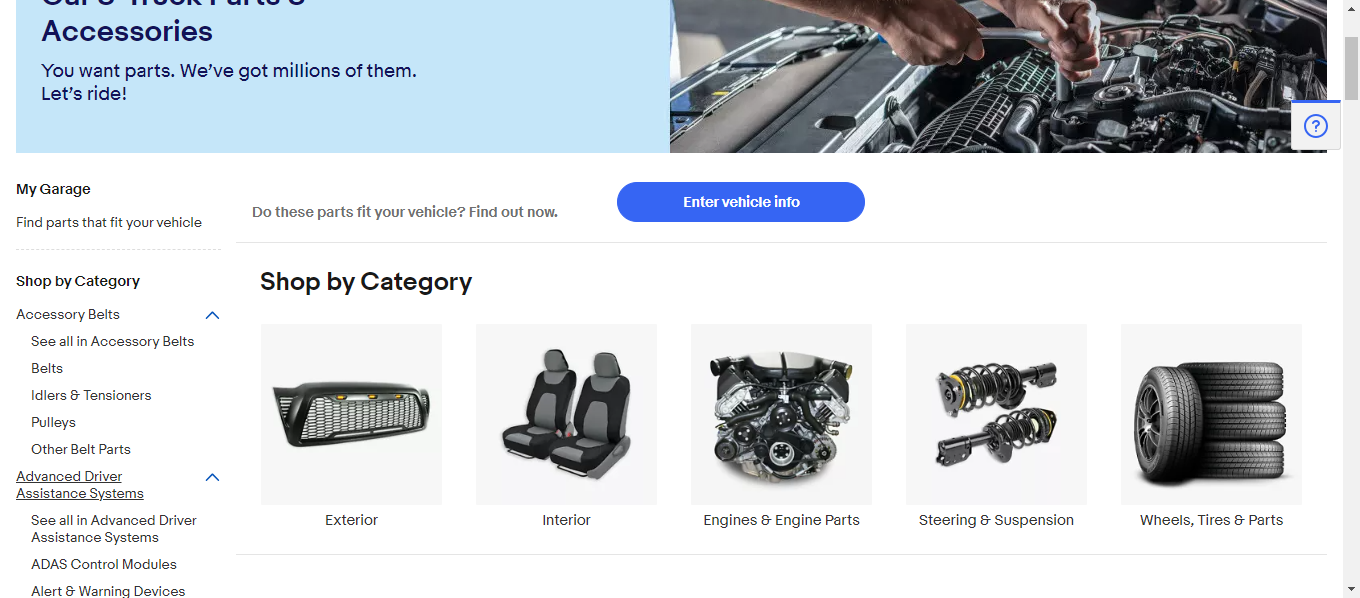 Car & Truck Parts &
Accessories
You want parts. We’ve got millions of them.
Let’s ride!
My Garage
Find parts that fit your vehicle
Do these parts fit your vehicle? Find out now.
Enter vehicle info
Shop by Category
Accessory Belts
See all in Accessory Belts
Belts
Idlers & Tensioners
Pulleys
Other Belt Parts
Advanced Driver
Assistance Systems
See all in Advanced Driver
Assistance Systems
ADAS Control Modules
Alert & Warning Devices
Shop by Category
Exterior
Interior
Engines & Engine Parts
Steering & Suspension
Wheels, Tires & Parts